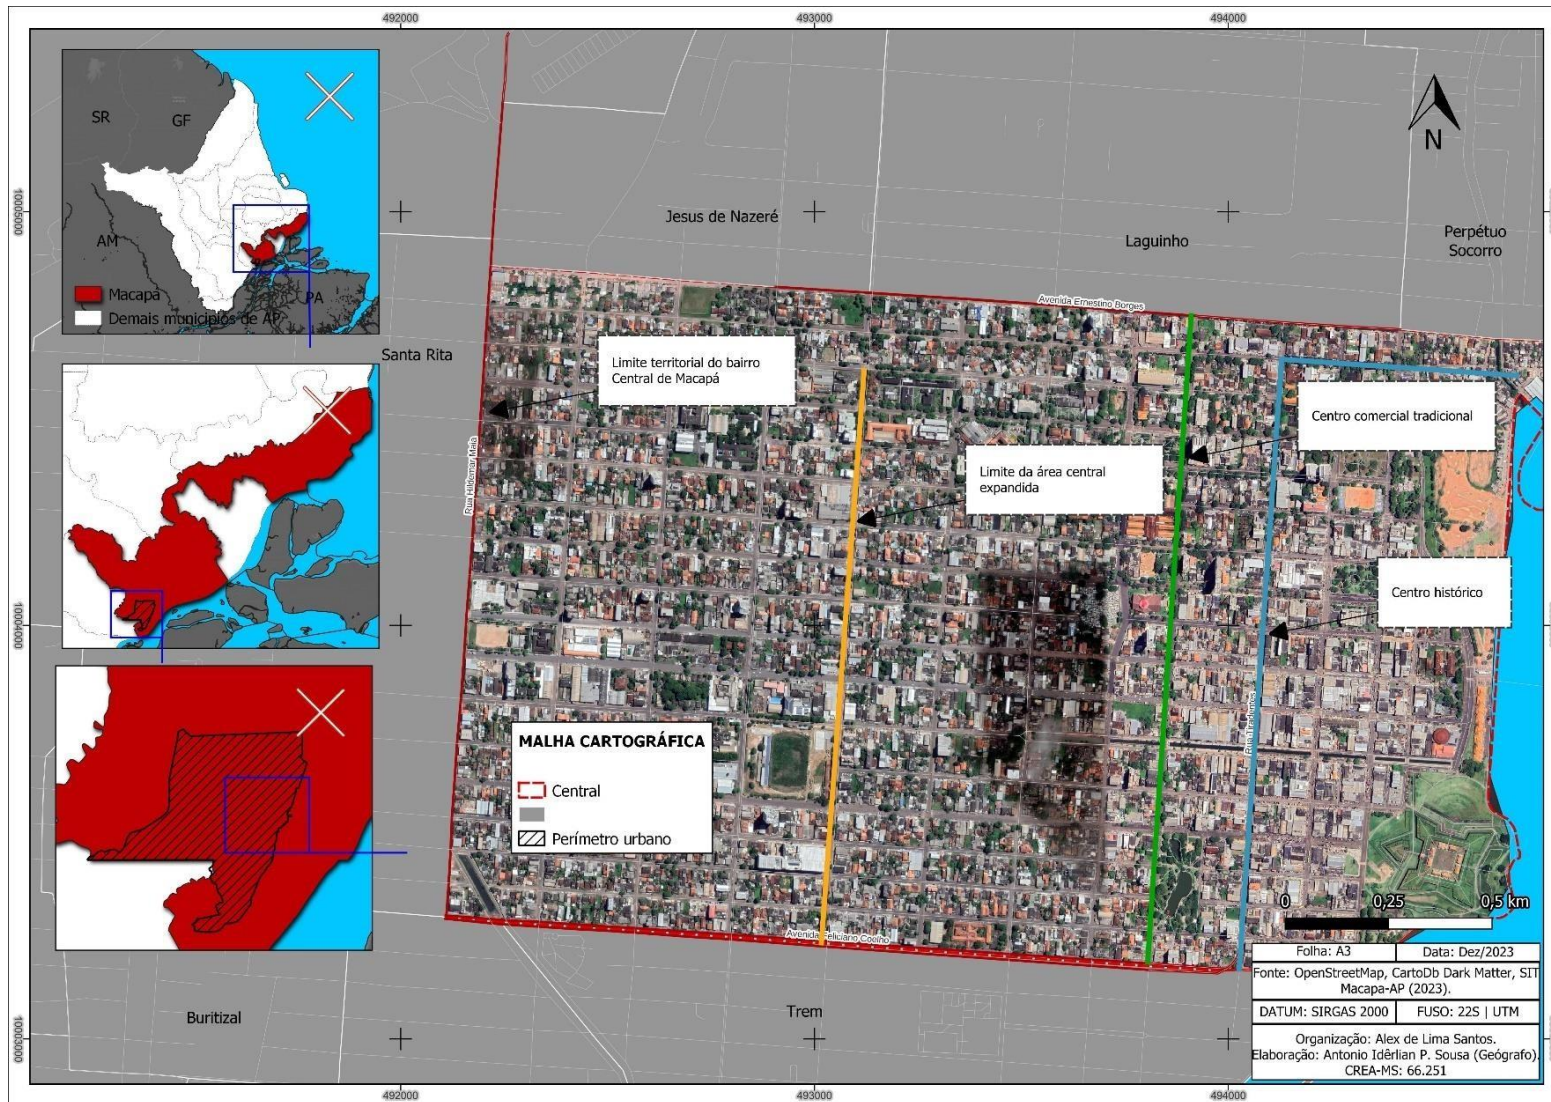 492000
493000
494000
SR
GF
AM
PA
Macapá
Demais municípios de AP
N
Jesus de Nazeré
Laguinho
Perpétuo
Socorro
Santa Rita
Avenida Ernestino Borges
Limite territorial do bairro
Central de Macapá
Centro comercial tradicional
Limite da área central
expandida
Centro histórico
Rua Hildemar Maia
MALHA CARTOGRÁFICA
Central
Perímetro urbano
Avenida Feliciano Coelho
Buritizal
Trem
0
0,25
0,5 km
Folha: A3
Data: Dez/2023
Fonte: OpenStreetMap, CartoDb Dark Matter, SIT
Macapa-AP (2023).
DATUM: SIRGAS 2000
FUSO: 22S | UTM
Organização: Alex de Lima Santos.
Elaboração: Antonio Idêrlian P. Sousa (Geógrafo).
CREA-MS: 66.251
10005000
10004000
10003000
492000
493000
494000